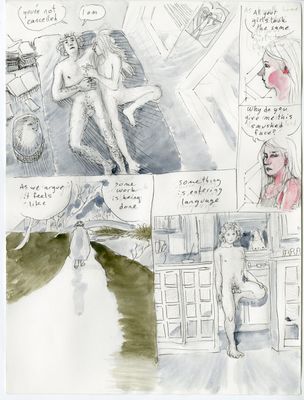 you're not
cancelled
I am
All your
girls look
the same
Why do you
give me this
smushed
face?
As we argue
it feels
like
some
work
is being
done
something
is entering
language